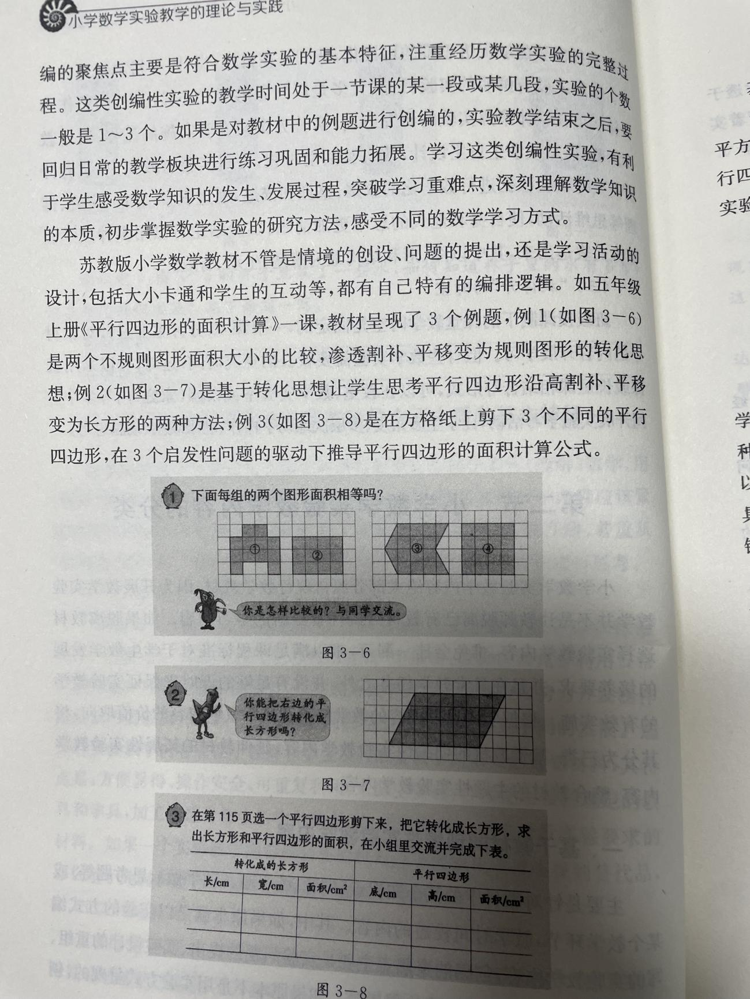 小学数学实验教学的理论与实践
编的聚焦点主要是符合数学实验的基本特征，注重经历数学实验的完整过
程。这类创编性实验的教学时间处于一节课的某一段或某几段，实验的个数
一般是1～3个。如果是对教材中的例题进行创编的，实验教学结束之后，要
回归日常的教学板块进行练习巩固和能力拓展。学习这类创编性实验，有利
于学生感受数学知识的发生、发展过程，突破学习重难点，深刻理解数学知识
的本质，初步掌握数学实验的研究方法，感受不同的数学学习方式。
苏教版小学数学教材不管是情境的创设、问题的提出，还是学习活动的
设计，包括大小卡通和学生的互动等，都有自己特有的编排逻辑。如五年级
上册《平行四边形的面积计算》一课，教材呈现了3个例题，例1（如图3－6）
是两个不规则图形面积大小的比较，渗透割补、平移变为规则图形的转化思
想；例2（如图3－7）是基于转化思想让学生思考平行四边形沿高割补、平移
变为长方形的两种方法；例3（如图3－8）是在方格纸上剪下3个不同的平行
四边形，在3个启发性问题的驱动下推导平行四边形的面积计算公式。
1 下面每组的两个图形面积相等吗？
① ② ③ ④
你是怎样比较的？与同学交流。
图3－6
2
你能把右边的平
行四边形转化成
长方形吗？
图3－7
3 在第115页选一个平行四边形剪下来，把它转化成长方形，求
出长方形和平行四边形的面积，在小组里交流并完成下表。
转化成的长方形 平行四边形
长/cm 宽/cm 面积/cm² 底/cm 高/cm 面积/cm²
图3－8
平方
行四
实验
学
种
以